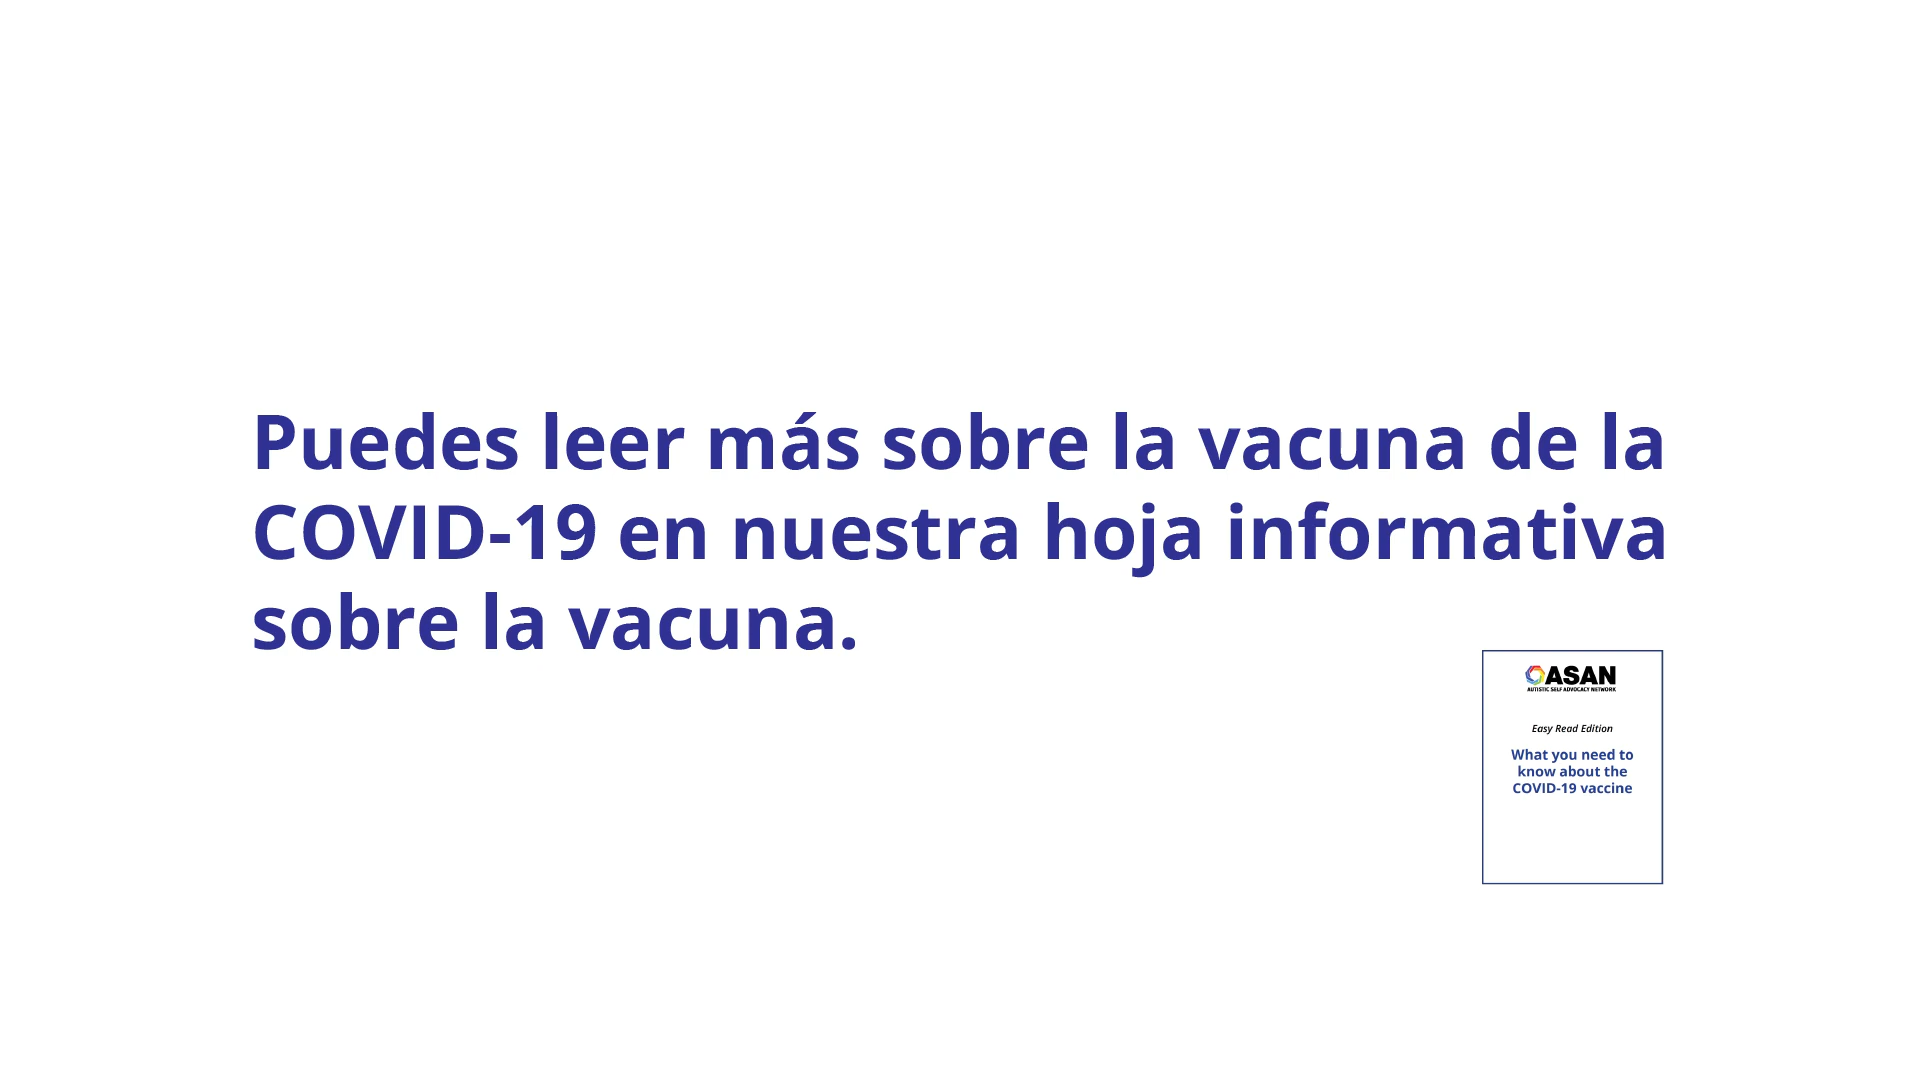 Puedes leer más sobre la vacuna de la
COVID-19 en nuestra hoja informativa
sobre la vacuna.
ASAN
AUTISTIC SELF ADVOCACY NETWORK
Easy Read Edition
What you need to
know about the
COVID-19 vaccine